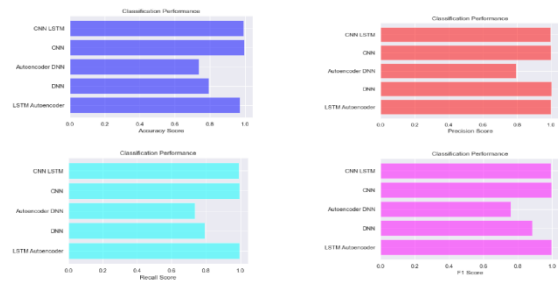 Classification Performance
CNN LSTM
CNN
Autoencoder DNN
DNN
LSTM Autoencoder
0.0 0.2 0.4 0.6 0.8 1.0
Accuracy Score
Classification Performance
CNN LSTM
CNN
Autoencoder DNN
DNN
LSTM Autoencoder
0.0 0.2 0.4 0.6 0.8 1.0
Precision Score
Classification Performance
CNN LSTM
CNN
Autoencoder DNN
DNN
LSTM Autoencoder
0.0 0.2 0.4 0.6 0.8 1.0
Recall Score
Classification Performance
CNN LSTM
CNN
Autoencoder DNN
DNN
LSTM Autoencoder
0.0 0.2 0.4 0.6 0.8 1.0
F1 Score